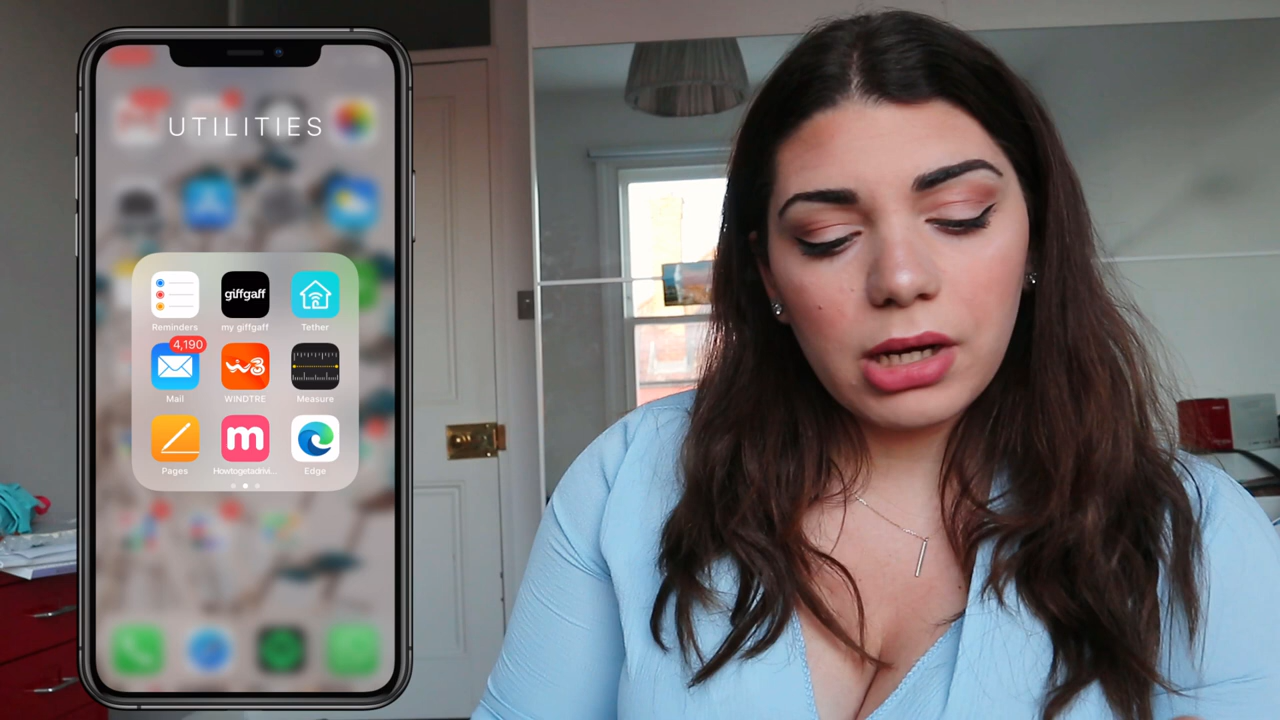 UTILITIES
giffgaff
Reminders
my giffgaff
Tether
4,190
W3
Mail
WINDTRE
Measure
m
Pages
Howtogetadrivi...
Edge